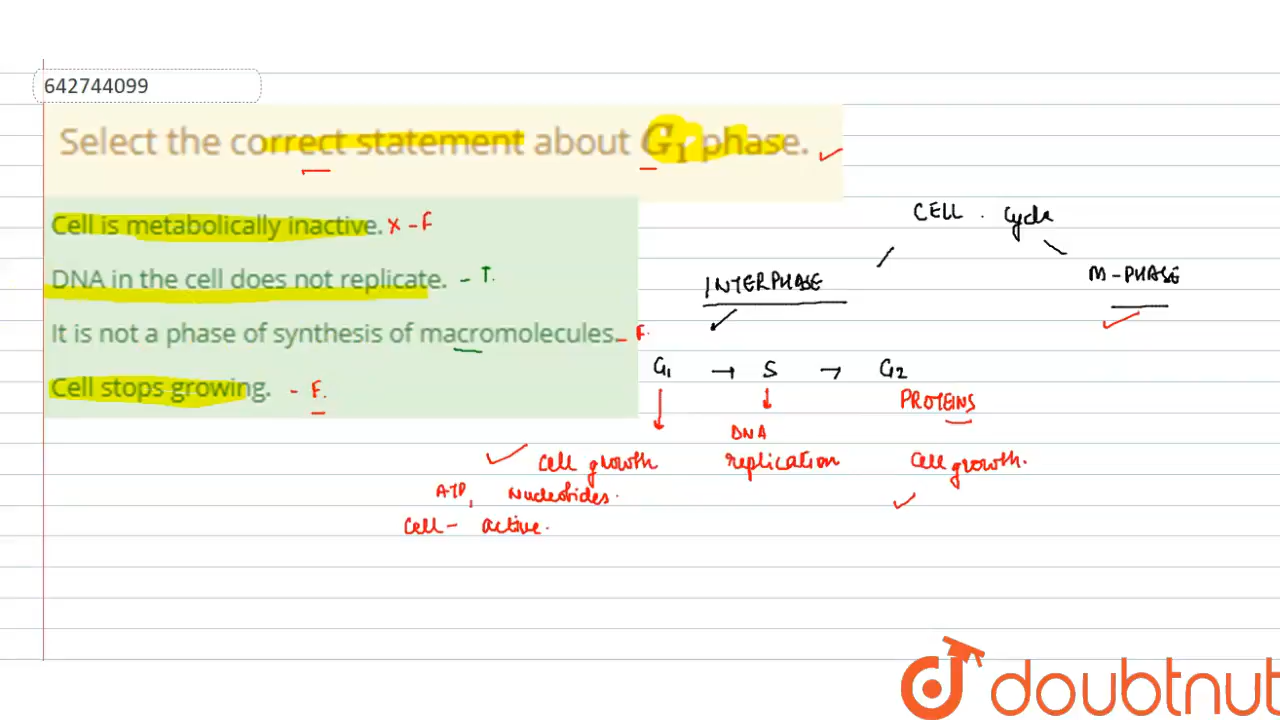 642744099
Select the correct statement about G₁ phase.
Cell is metabolically inactive. x - F
DNA in the cell does not replicate. - T.
It is not a phase of synthesis of macromolecules. - F.
Cell stops growing. - F.
CELL . Cycle
INTERPHASE
M-PHASE
G₁ → S → G2
PROTEINS
DNA
Cell growth
replication
Cell growth.
ATP, Nucleotides.
Cell - active.
doubtnut